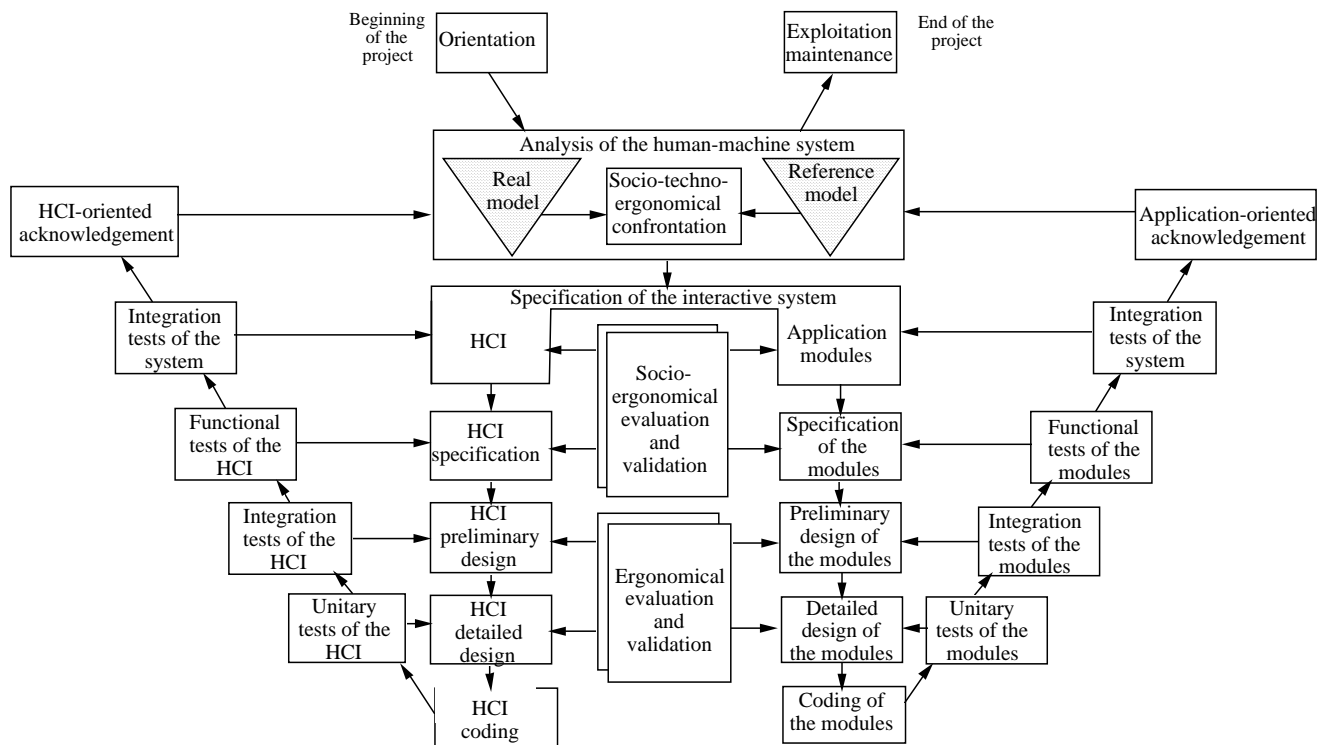 Beginning
of the
project
Orientation
Exploitation
maintenance
End of the
project
Analysis of the human-machine system
Real
model
Socio-techno-
ergonomical
confrontation
Reference
model
HCI-oriented
acknowledgement
Application-oriented
acknowledgement
Specification of the interactive system
HCI
Application
modules
Integration
tests of the
system
Integration
tests of the
system
Socio-
ergonomical
evaluation
and
validation
Functional
tests of the
HCI
HCI
specification
Specification
of the
modules
Functional
tests of the
modules
Integration
tests of the
HCI
HCI
preliminary
design
Preliminary
design of
the modules
Integration
tests of the
modules
Ergonomical
evaluation
and
validation
Unitary
tests of the
HCI
HCI
detailed
design
Detailed
design of
the modules
Unitary
tests of the
modules
HCI
coding
Coding of
the modules